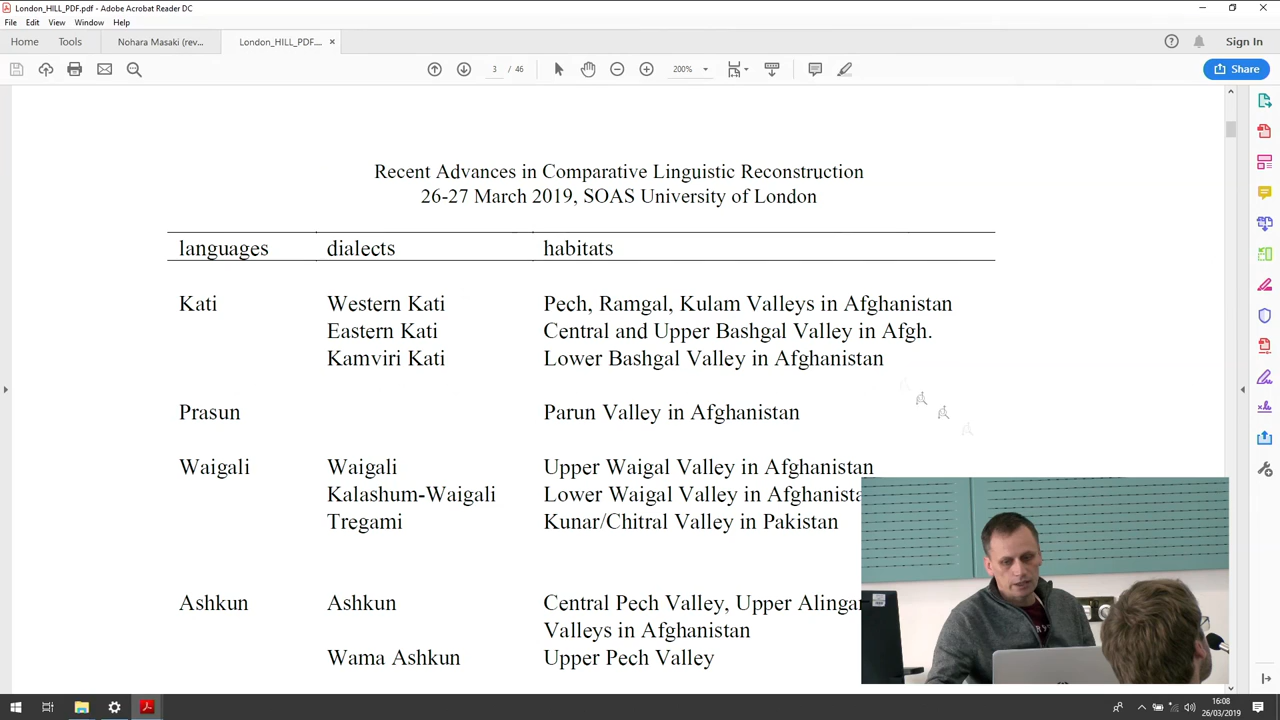 London_HILL_PDF.pdf - Adobe Acrobat Reader DC
File Edit View Window Help
Home Tools Nohara Masaki (rev... London_HILL_PDF.... × Sign In
3 / 46 200% Share
Recent Advances in Comparative Linguistic Reconstruction
26-27 March 2019, SOAS University of London
languages dialects habitats
Kati Western Kati Pech, Ramgal, Kulam Valleys in Afghanistan
Eastern Kati Central and Upper Bashgal Valley in Afgh.
Kamviri Kati Lower Bashgal Valley in Afghanistan
Prasun Parun Valley in Afghanistan
Waigali Waigali Upper Waigal Valley in Afghanistan
Kalashum-Waigali Lower Waigal Valley in Afghanista
Tregami Kunar/Chitral Valley in Pakistan
Ashkun Ashkun Central Pech Valley, Upper Alingar
Valleys in Afghanistan
Wama Ashkun Upper Pech Valley
16:08
26/03/2019